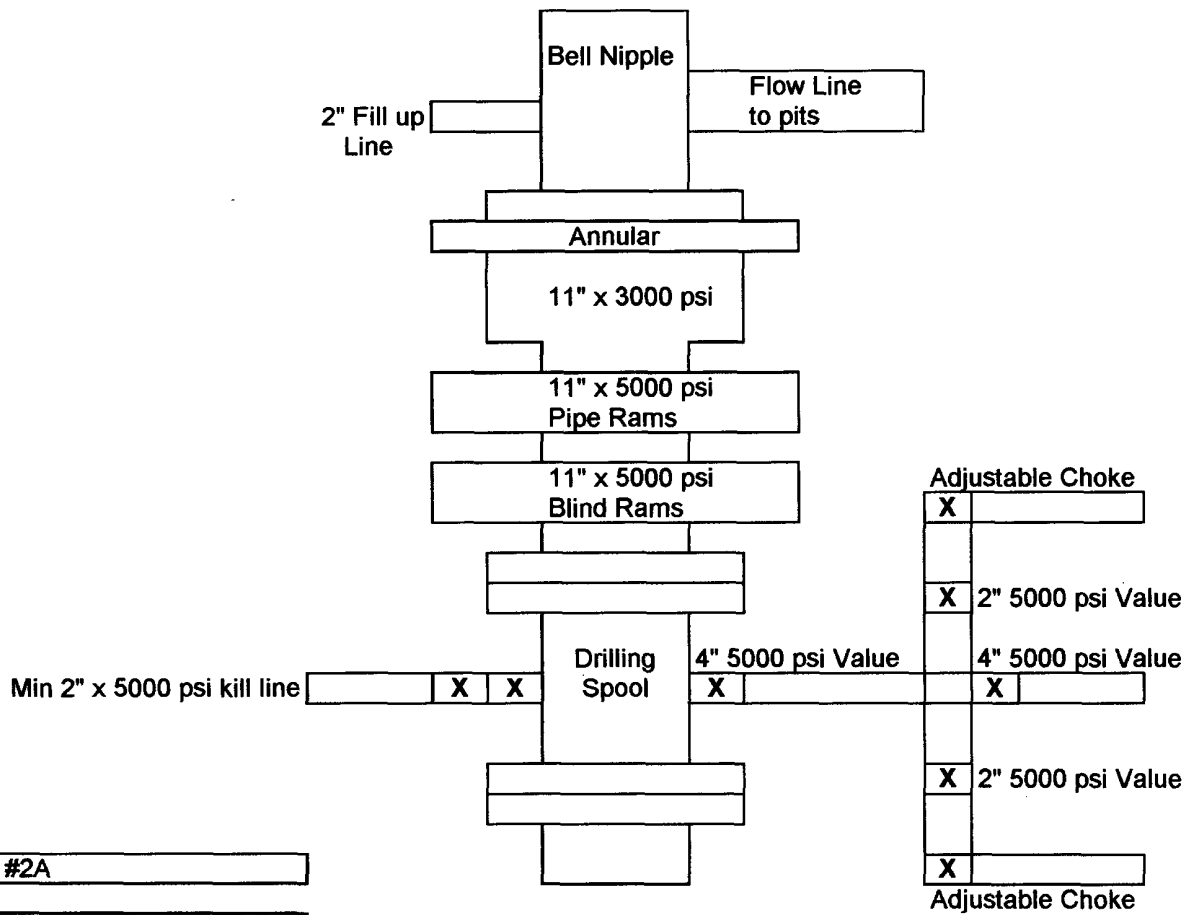 Bell Nipple
Flow Line
to pits
2" Fill up
Line
Annular
11" x 3000 psi
11" x 5000 psi
Pipe Rams
11" x 5000 psi
Blind Rams
Adjustable Choke
X
X 2" 5000 psi Value
Drilling
Spool
4" 5000 psi Value
4" 5000 psi Value
Min 2" x 5000 psi kill line
X X
X
X
X 2" 5000 psi Value
#2A
X
Adjustable Choke